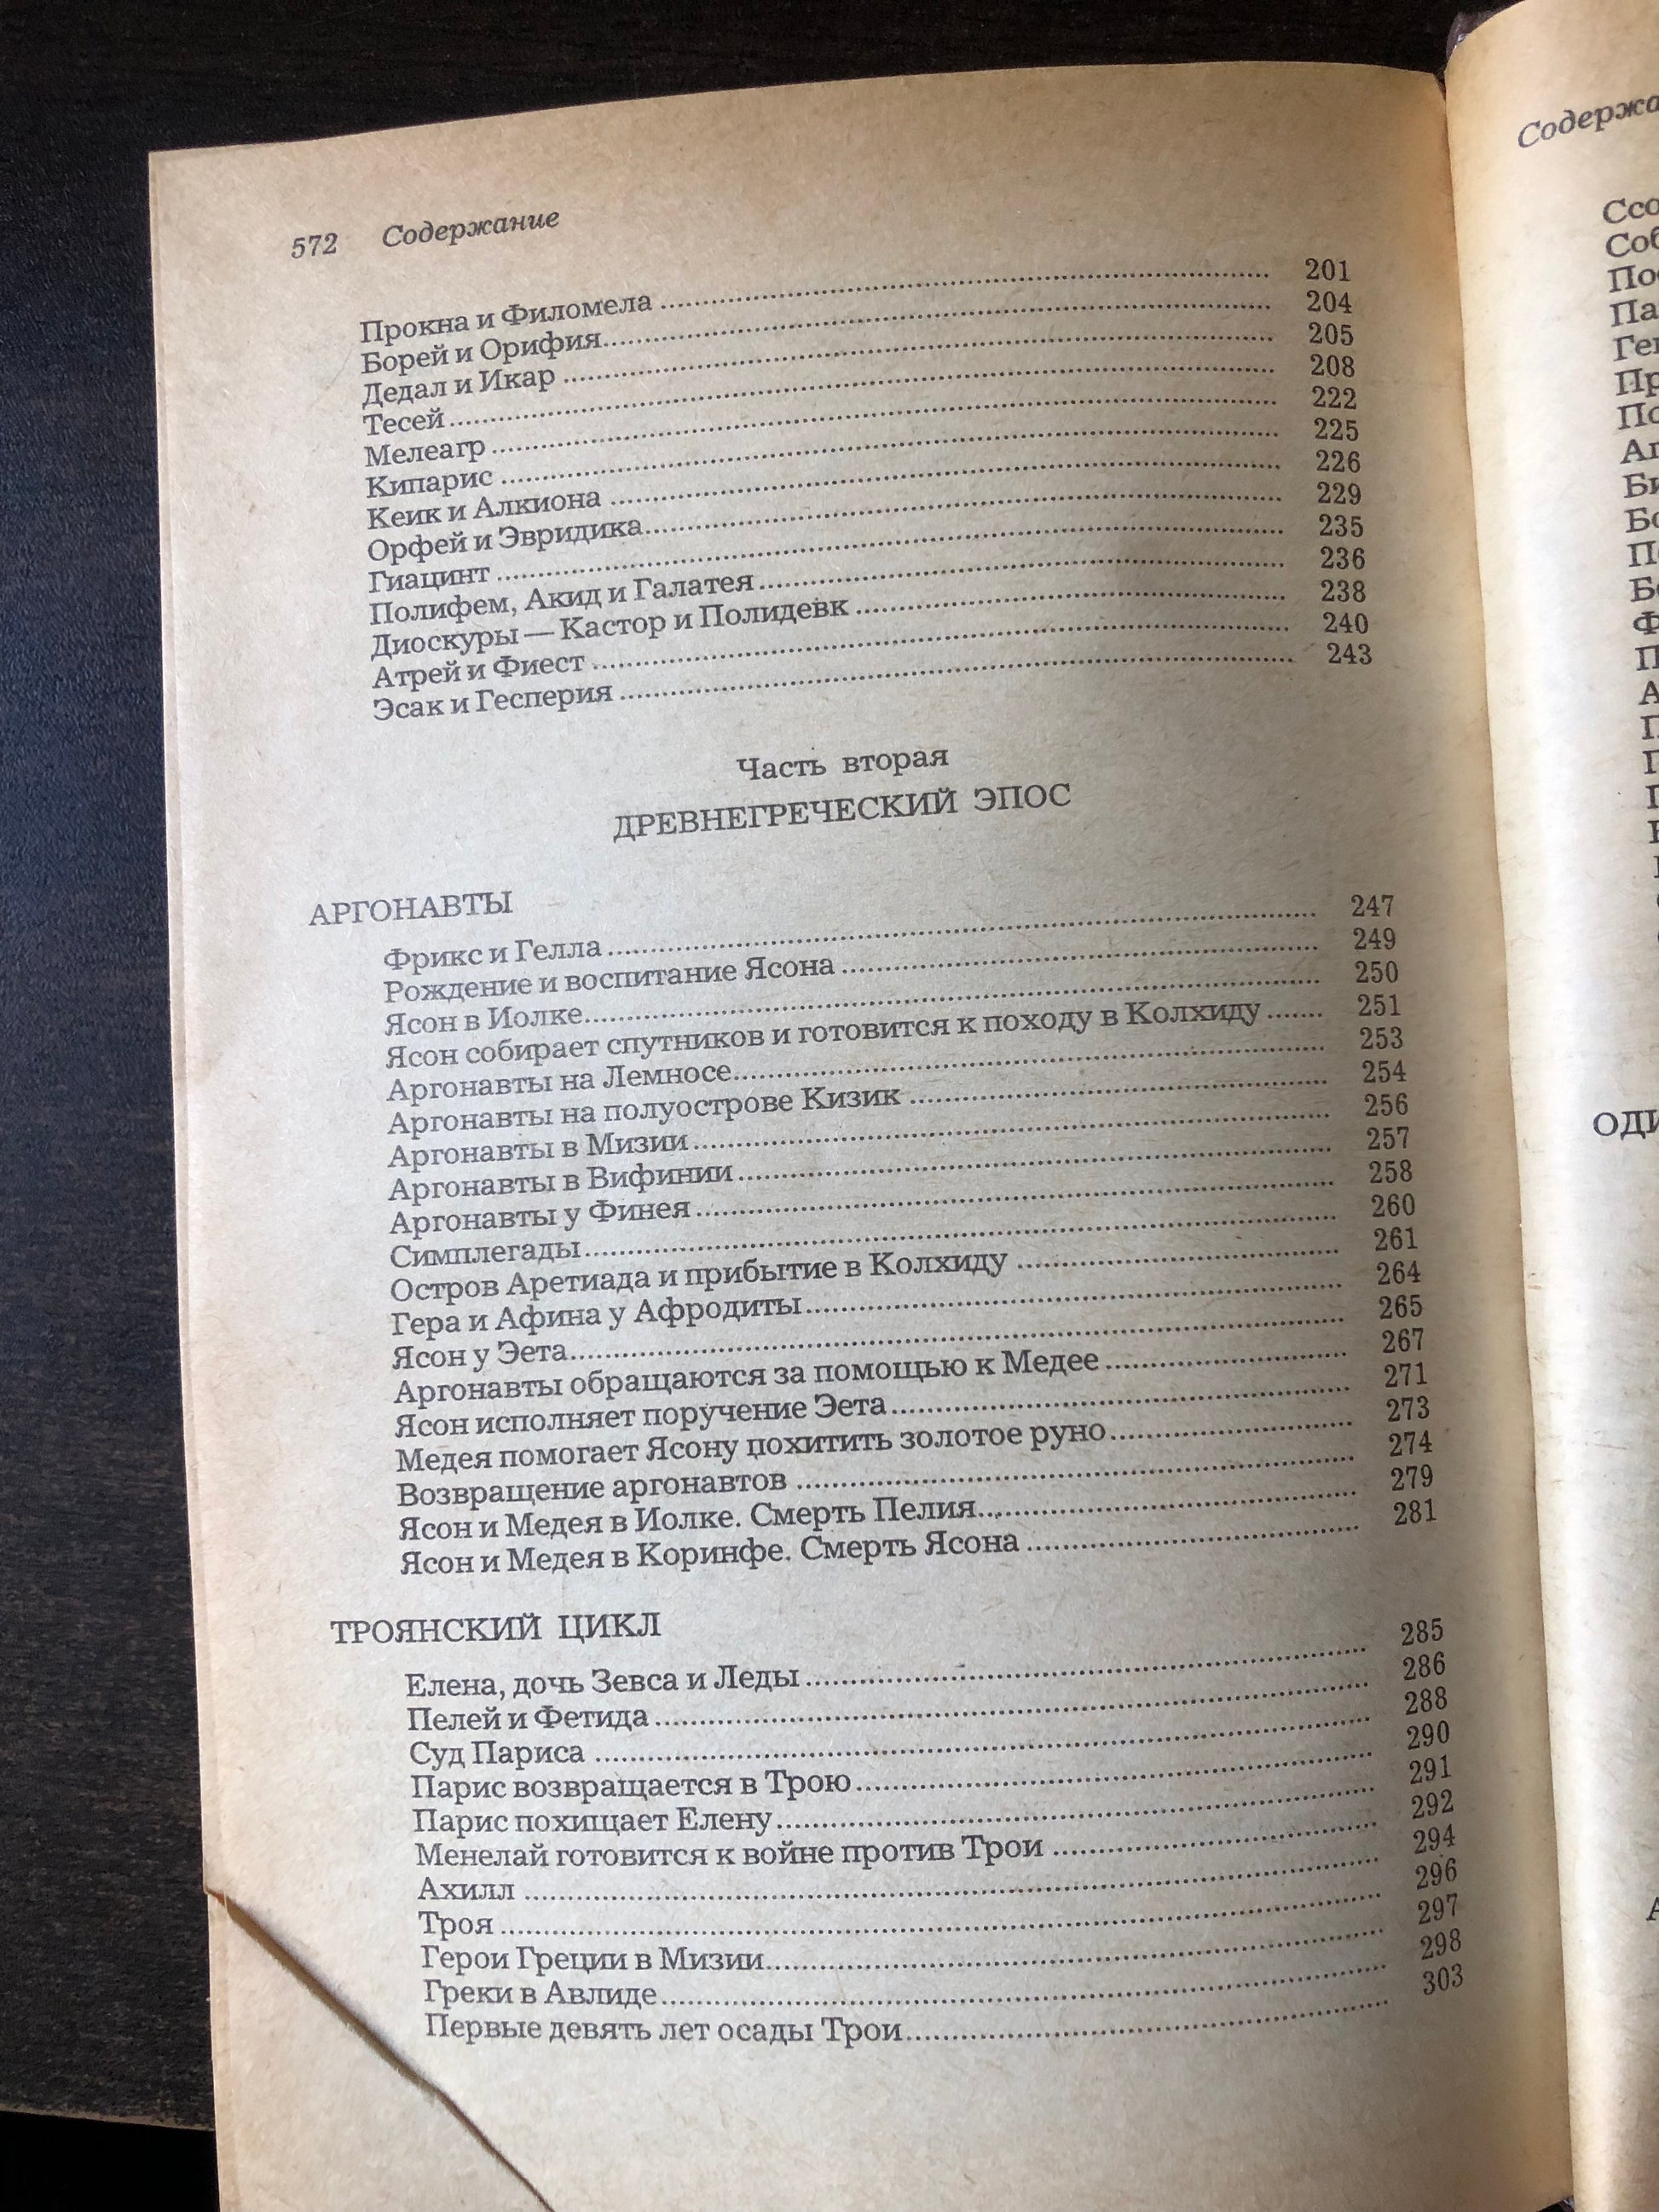 572 Содержание
Прокна и Филомела 201
Борей и Орифия 204
Дедал и Икар 205
Тесей 208
Мелеагр 222
Кипарис 225
Кеик и Алкиона 226
Орфей и Эвридика 229
Гиацинт 235
Полифем, Акид и Галатея 236
Диоскуры — Кастор и Полидевк 238
Атрей и Фиест 240
Эсак и Гесперия 243
Часть вторая
ДРЕВНЕГРЕЧЕСКИЙ ЭПОС
АРГОНАВТЫ
Фрикс и Гелла 247
Рождение и воспитание Ясона 249
Ясон в Иолке 250
Ясон собирает спутников и готовится к походу в Колхиду 251
Аргонавты на Лемносе 253
Аргонавты на полуострове Кизик 254
Аргонавты в Мизии 256
Аргонавты в Вифинии 257
Аргонавты у Финея 258
Симплегады 260
Остров Аретиада и прибытие в Колхиду 261
Гера и Афина у Афродиты 264
Ясон у Эета 265
Аргонавты обращаются за помощью к Медее 267
Ясон исполняет поручение Эета 271
Медея помогает Ясону похитить золотое руно 273
Возвращение аргонавтов 274
Ясон и Медея в Иолке. Смерть Пелия 279
Ясон и Медея в Коринфе. Смерть Ясона 281
ТРОЯНСКИЙ ЦИКЛ
Елена, дочь Зевса и Леды 285
Пелей и Фетида 286
Суд Париса 288
Парис возвращается в Трою 290
Парис похищает Елену 291
Менелай готовится к войне против Трои 292
Ахилл 294
Троя 296
Герои Греции в Мизии 297
Греки в Авлиде 298
Первые девять лет осады Трои 303